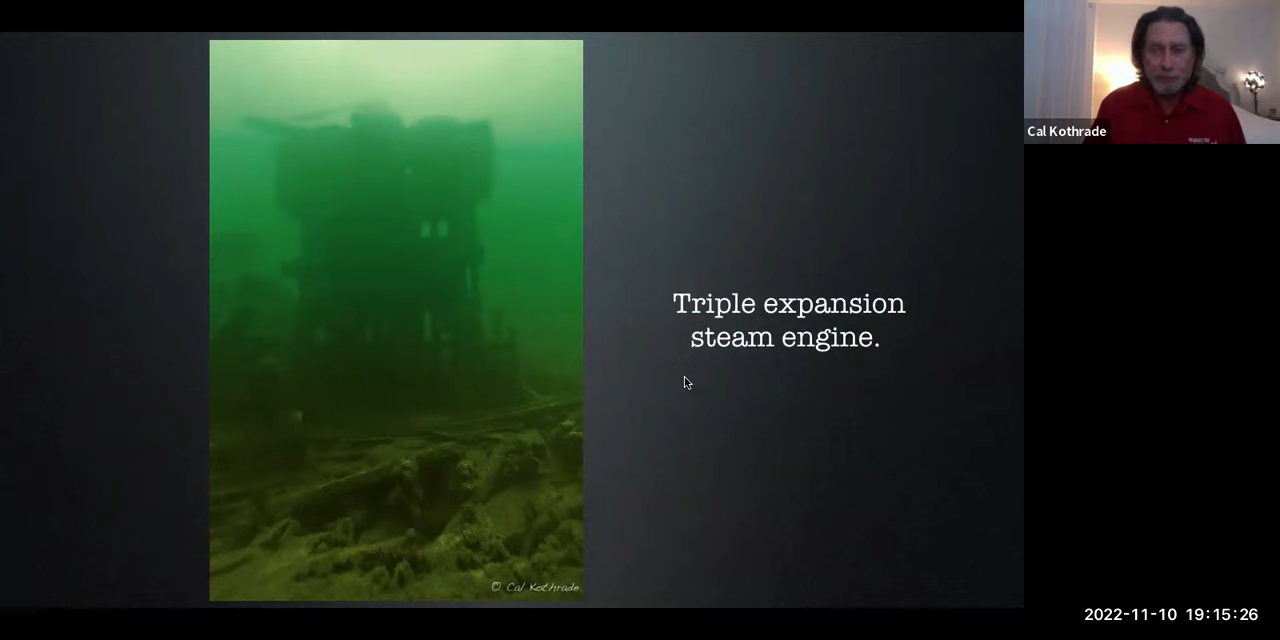 Cal Kothrade
Triple expansion
steam engine.
© Cal Kothrade
2022-11-10 19:15:26